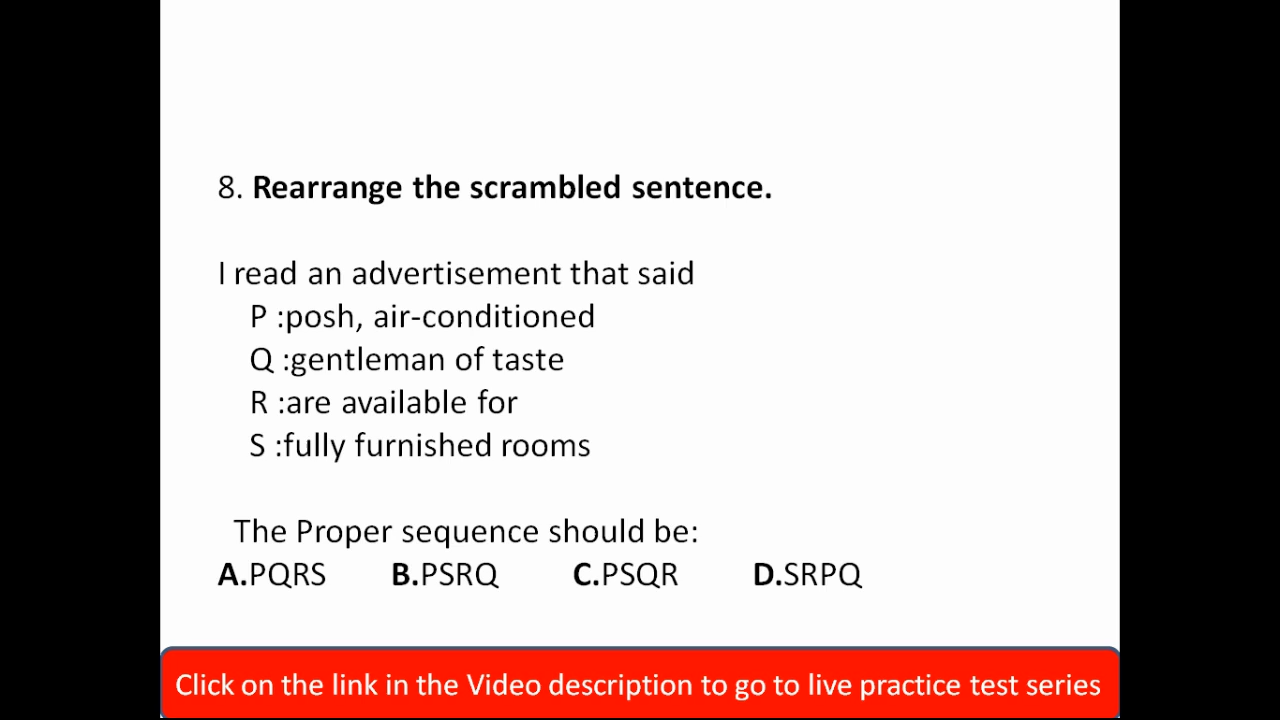 8. Rearrange the scrambled sentence.
I read an advertisement that said
P :posh, air-conditioned
Q :gentleman of taste
R :are available for
S :fully furnished rooms
The Proper sequence should be:
A.PQRS B.PSRQ C.PSQR D.SRPQ
Click on the link in the Video description to go to live practice test series